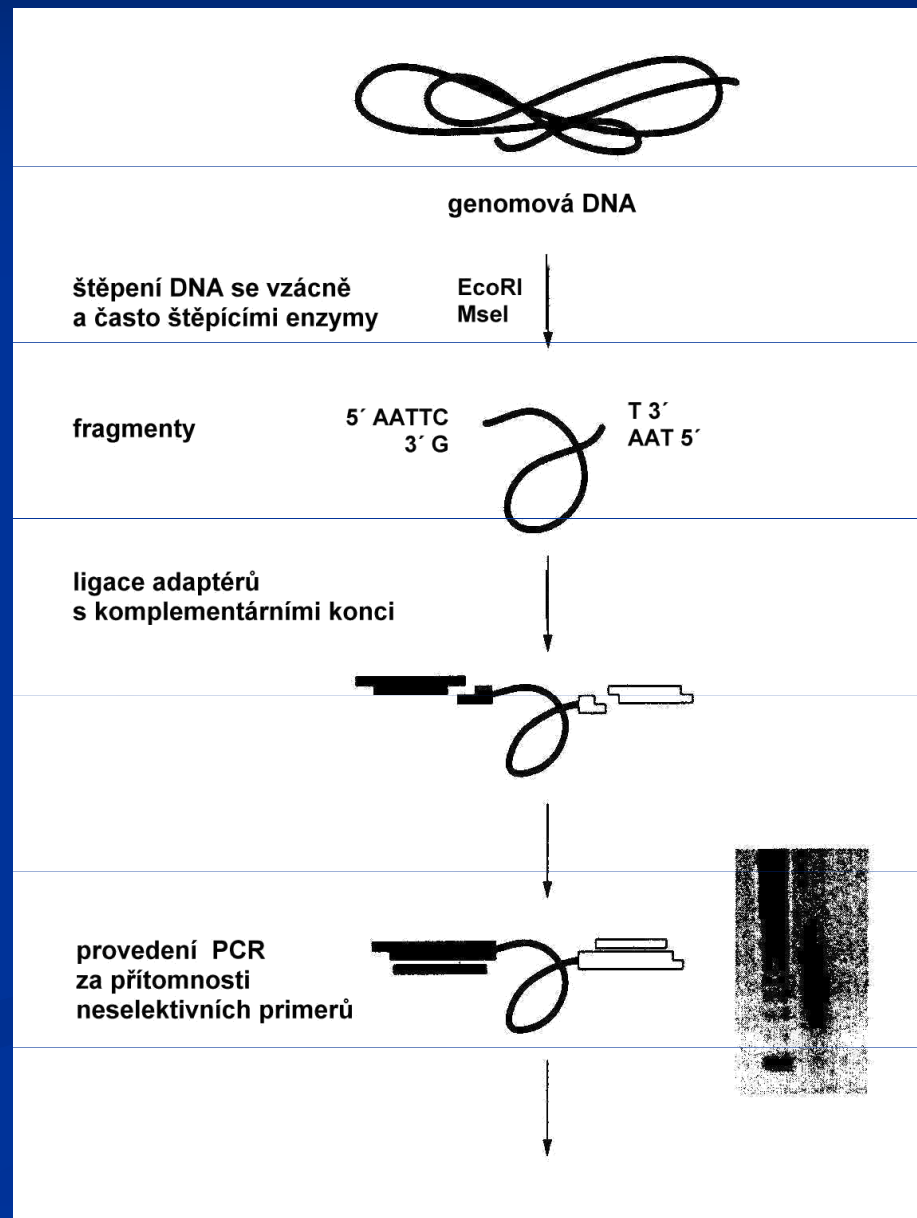 genomová DNA
štěpení DNA se vzácně
a často štěpícími enzymy
EcoRI
MseI
fragmenty
5´ AATTC
3´ G
T 3´
AAT 5´
ligace adaptérů
s komplementárními konci
provedení PCR
za přítomnosti
neselektivních primerů